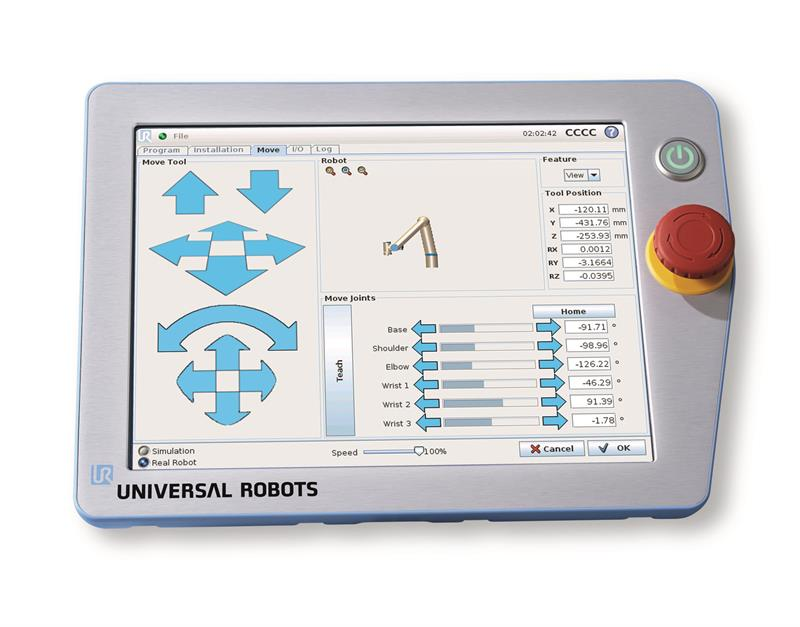 UR File 02:02:42 CCCC ?
Program Installation Move I/O Log
Move Tool
Robot
Feature
View
Tool Position
X -120.11 mm
Y -431.76 mm
Z -253.93 mm
RX 0.0012
RY -3.1664
RZ -0.0395
Move Joints
Teach
Home
Base -91.71 °
Shoulder -98.96 °
Elbow -126.22 °
Wrist 1 -46.29 °
Wrist 2 91.39 °
Wrist 3 -1.78 °
Simulation
Real Robot
Speed 100%
Cancel OK
UR
UNIVERSAL ROBOTS